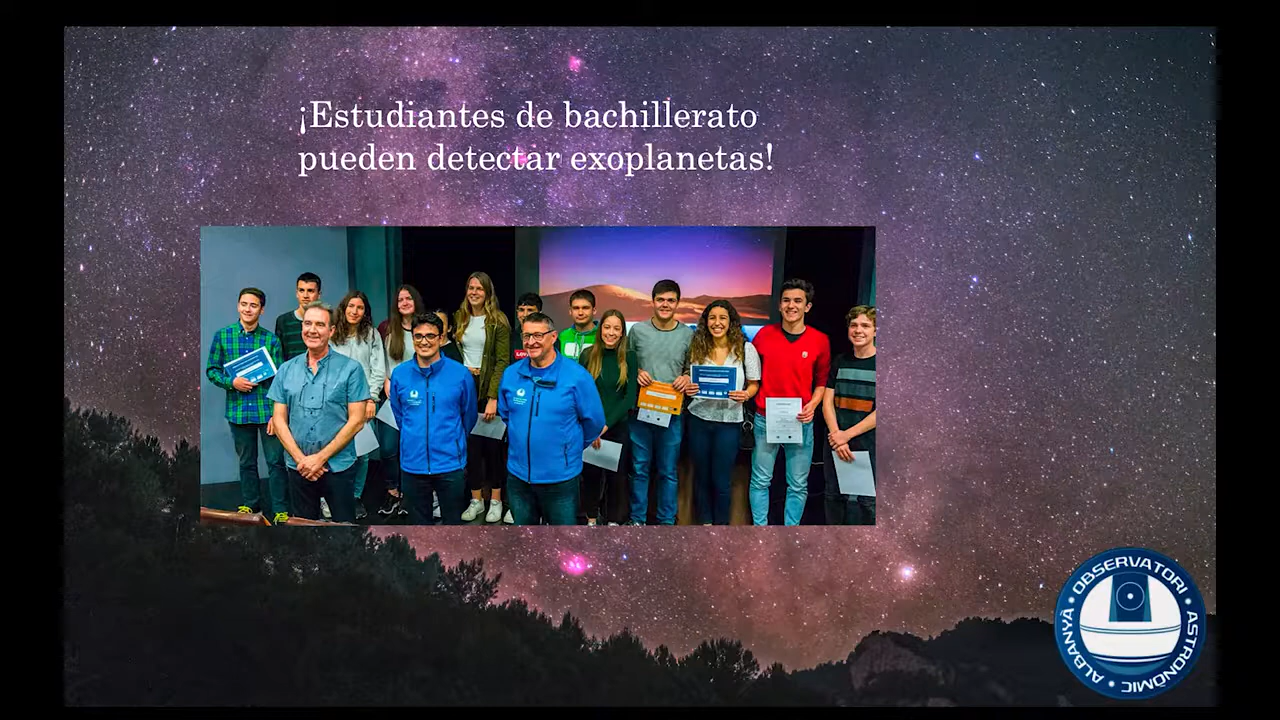 ¡Estudiantes de bachillerato
pueden detectar exoplanetas!
OBSERVATORI
ASTRONÒMIC
ALBANYÀ